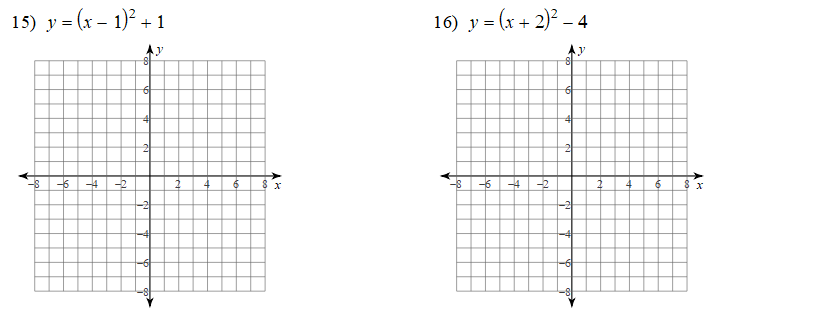 15) y = (x − 1)² + 1
16) y = (x + 2)² − 4
y
8
6
4
2
−8 −6 −4 −2 2 4 6 8 x
−2
−4
−6
−8
y
8
6
4
2
−8 −6 −4 −2 2 4 6 8 x
−2
−4
−6
−8